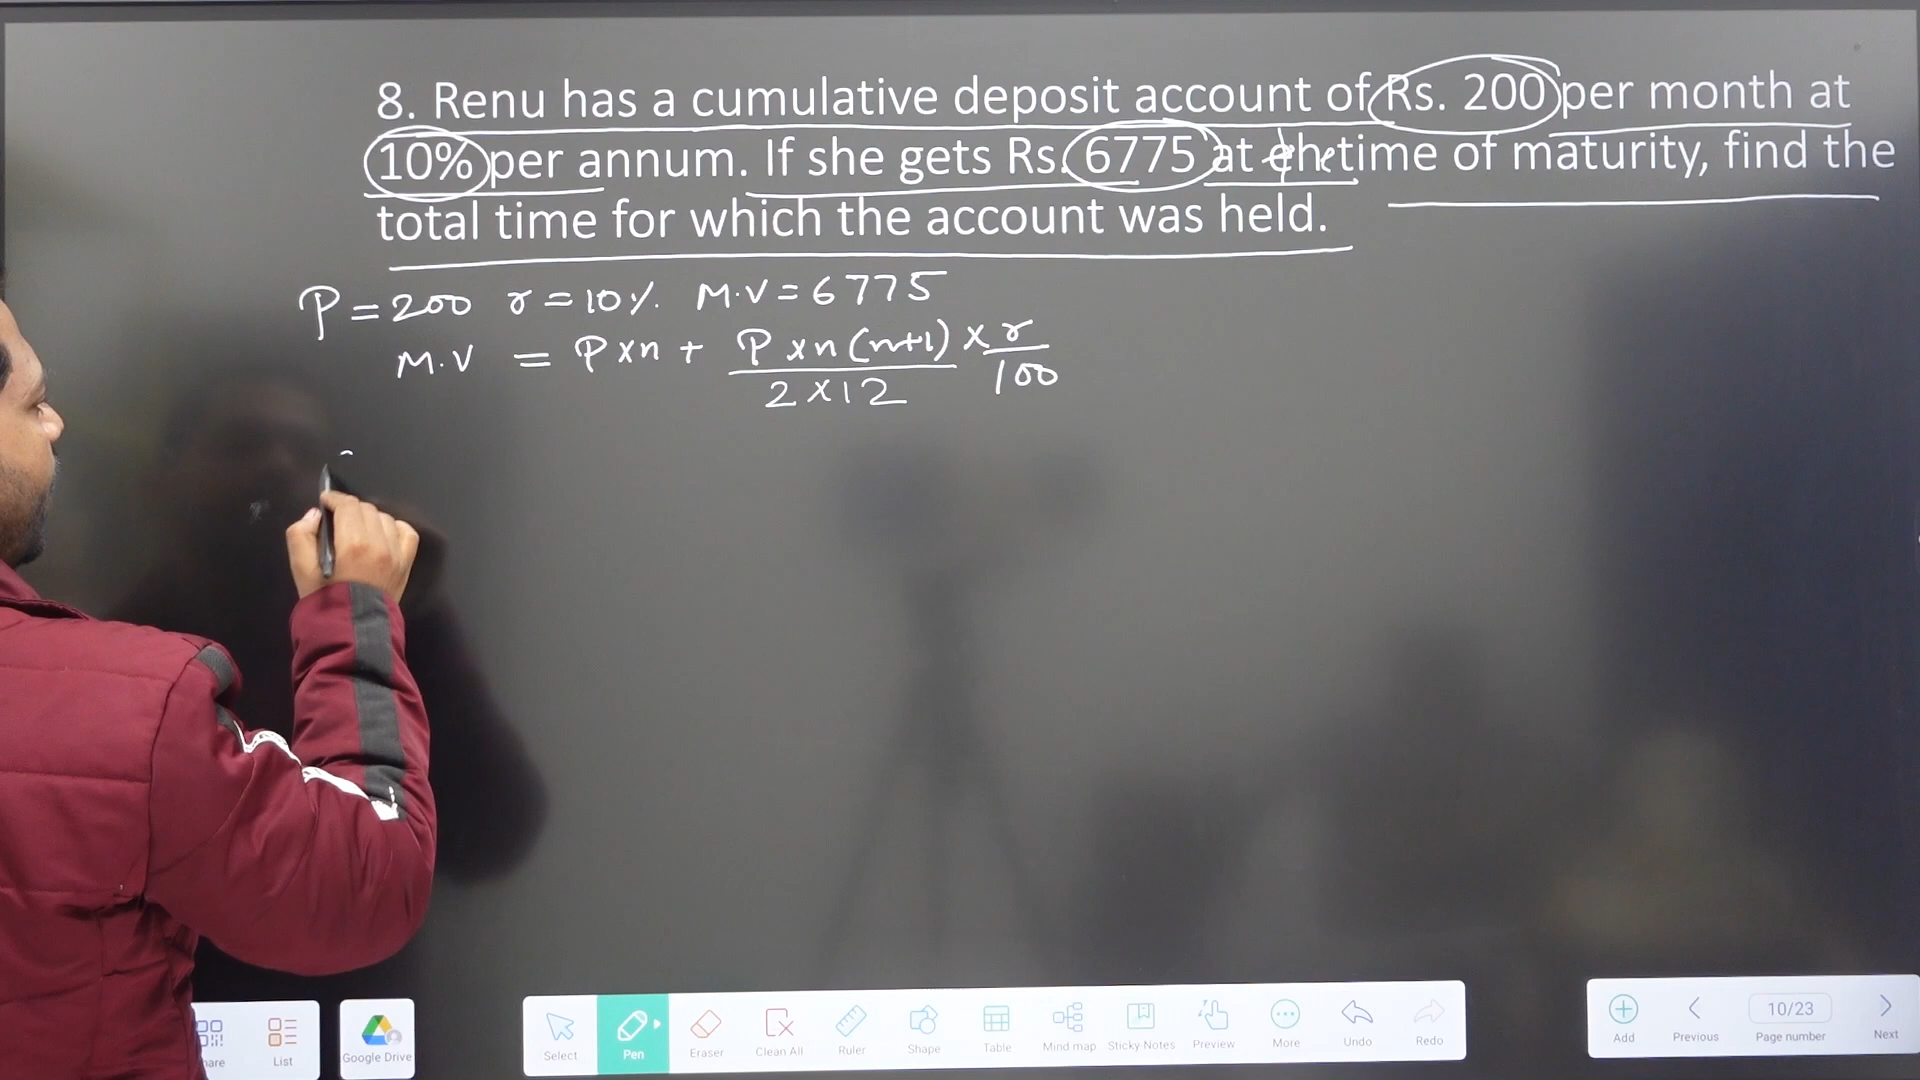 8. Renu has a cumulative deposit account of Rs. 200 per month at
10% per annum. If she gets Rs. 6775 at the time of maturity, find the
total time for which the account was held.
P = 200 r = 10% M.V = 6775
M.V = P x n + P x n (n+1) x r
2 x 12 100
List
Google Drive
Select Pen Eraser Clean All Ruler Shape Table Mind map Sticky Notes Preview More Undo Redo
10/23
Add Previous Page number Next